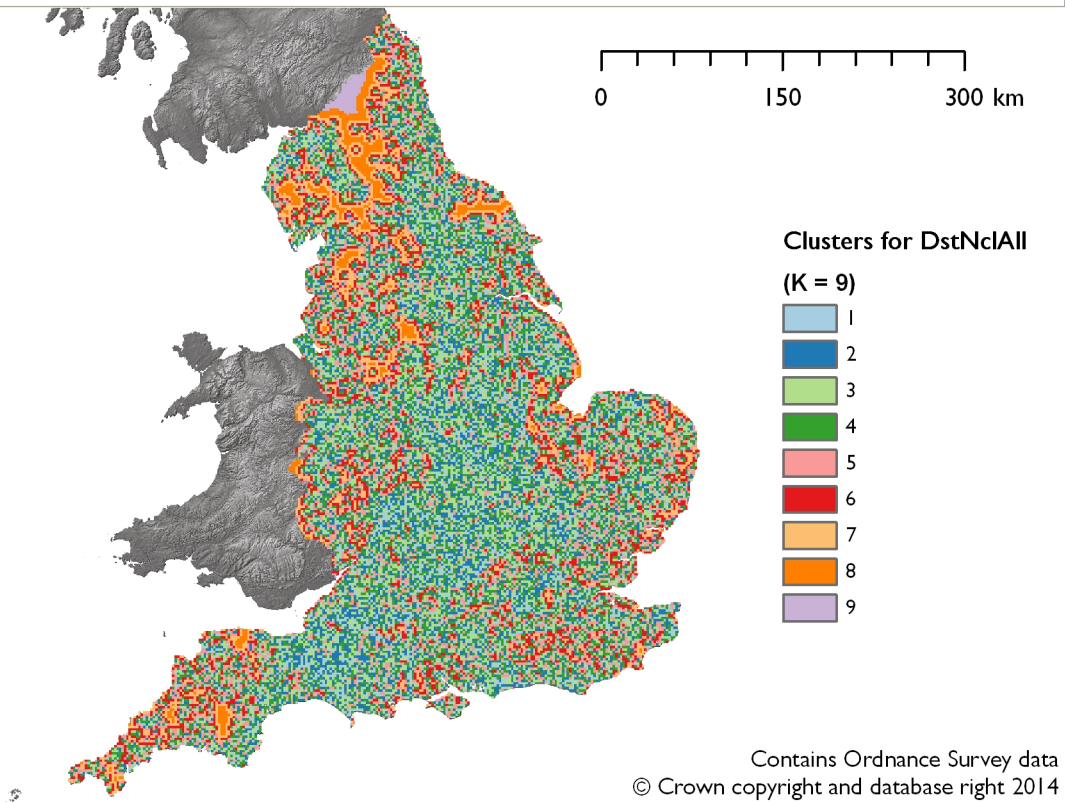 0 150 300 km
Clusters for DstNclAll
(K = 9)
1
2
3
4
5
6
7
8
9
Contains Ordnance Survey data
© Crown copyright and database right 2014